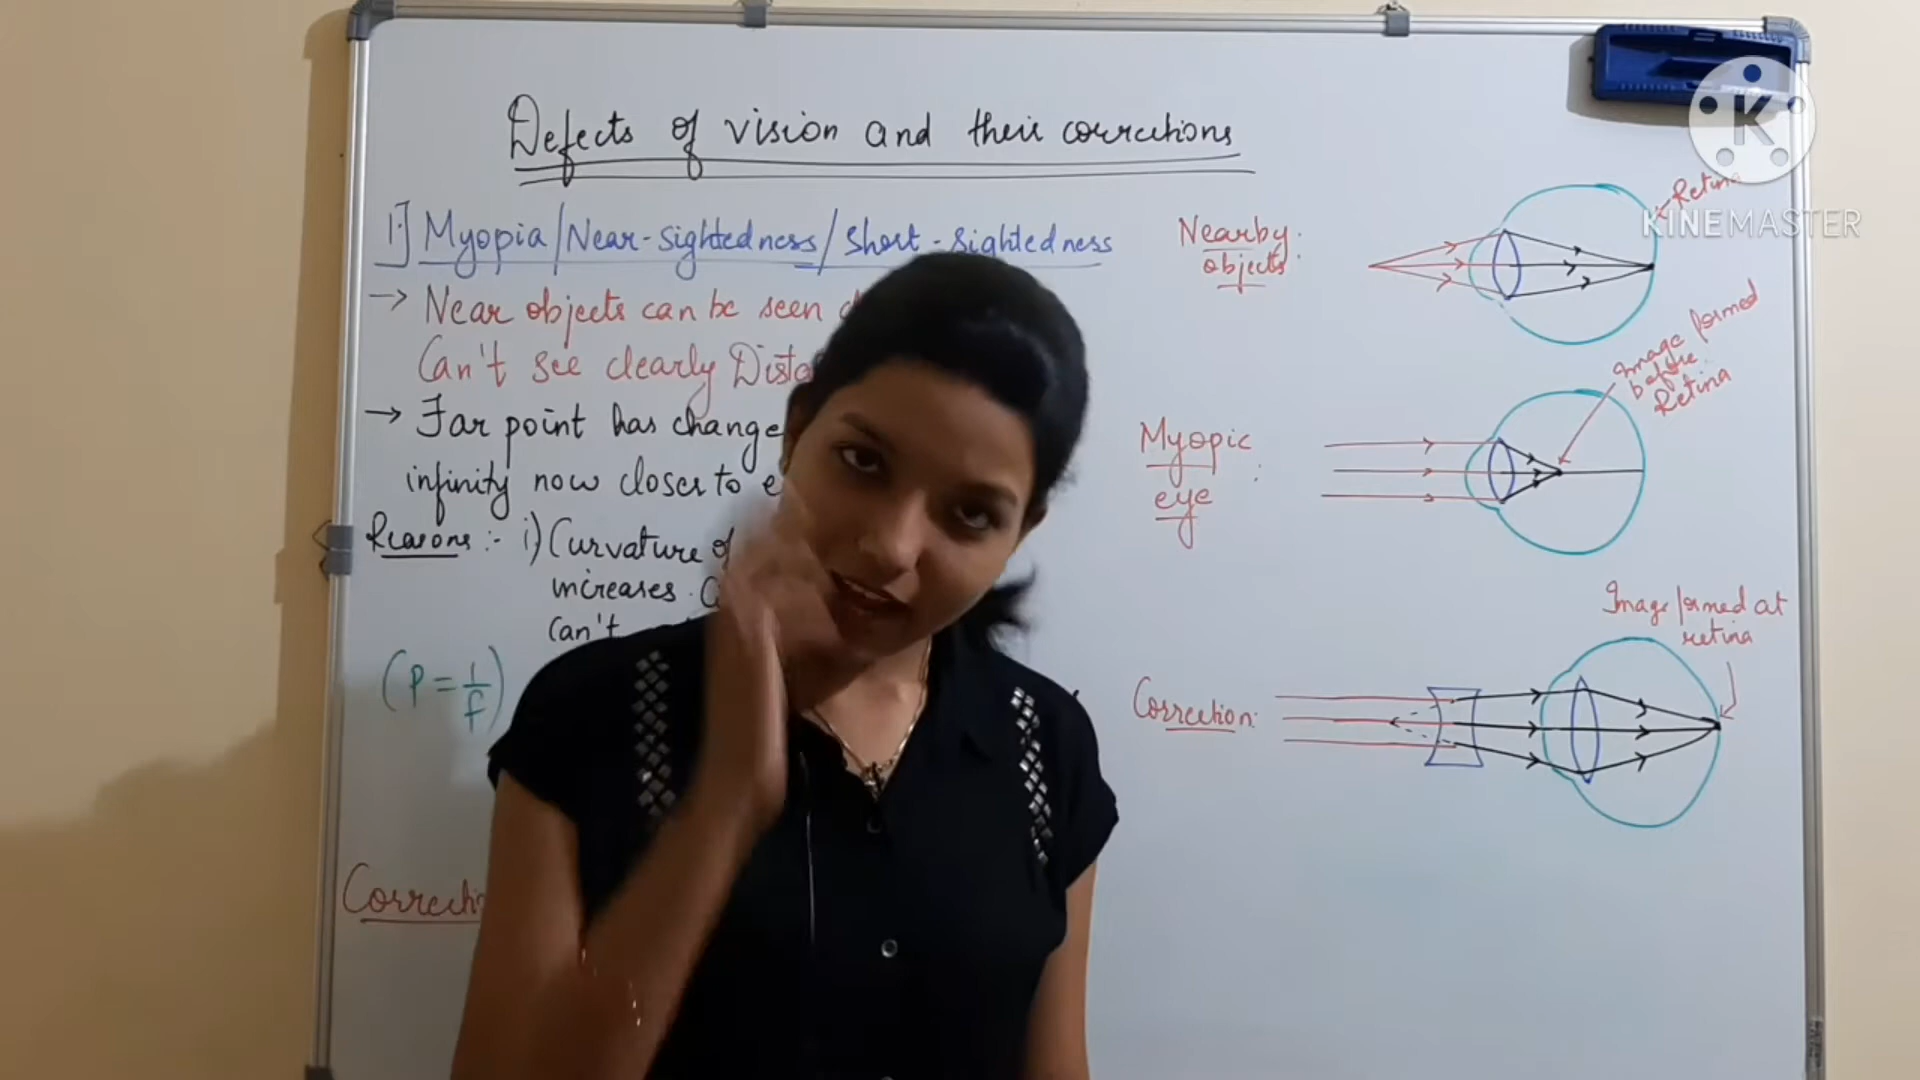 Defects of vision and their corrections
1.] Myopia/Near-sightedness/Short-sightedness
→ Near objects can be seen
Can't see clearly
→ Far point has change
infinity now closer to
Reasons:- i) Curvature of
increases.
can't
(P = 1/f)
Nearby objects:
Retina
Myopic eye:
Image formed
before
Retina
Correction:
Image formed at
retina
K
KINEMASTER